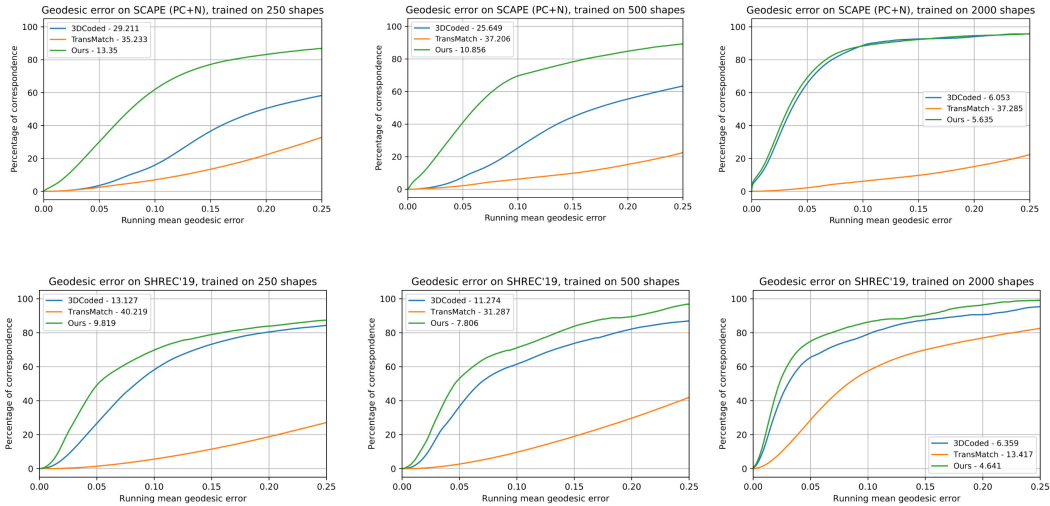 Geodesic error on SCAPE (PC+N), trained on 250 shapes
3DCoded - 29.211
TransMatch - 35.233
Ours - 13.35
Percentage of correspondence
100
80
60
40
20
0
0.00 0.05 0.10 0.15 0.20 0.25
Running mean geodesic error
Geodesic error on SCAPE (PC+N), trained on 500 shapes
3DCoded - 25.649
TransMatch - 37.206
Ours - 10.856
Percentage of correspondence
100
80
60
40
20
0
0.00 0.05 0.10 0.15 0.20 0.25
Running mean geodesic error
Geodesic error on SCAPE (PC+N), trained on 2000 shapes
3DCoded - 6.053
TransMatch - 37.285
Ours - 5.635
Percentage of correspondence
100
80
60
40
20
0
0.00 0.05 0.10 0.15 0.20 0.25
Running mean geodesic error
Geodesic error on SHREC'19, trained on 250 shapes
3DCoded - 13.127
TransMatch - 40.219
Ours - 9.819
Percentage of correspondence
100
80
60
40
20
0
0.00 0.05 0.10 0.15 0.20 0.25
Running mean geodesic error
Geodesic error on SHREC'19, trained on 500 shapes
3DCoded - 11.274
TransMatch - 31.287
Ours - 7.806
Percentage of correspondence
100
80
60
40
20
0
0.00 0.05 0.10 0.15 0.20 0.25
Running mean geodesic error
Geodesic error on SHREC'19, trained on 2000 shapes
3DCoded - 6.359
TransMatch - 13.417
Ours - 4.641
Percentage of correspondence
100
80
60
40
20
0
0.00 0.05 0.10 0.15 0.20 0.25
Running mean geodesic error